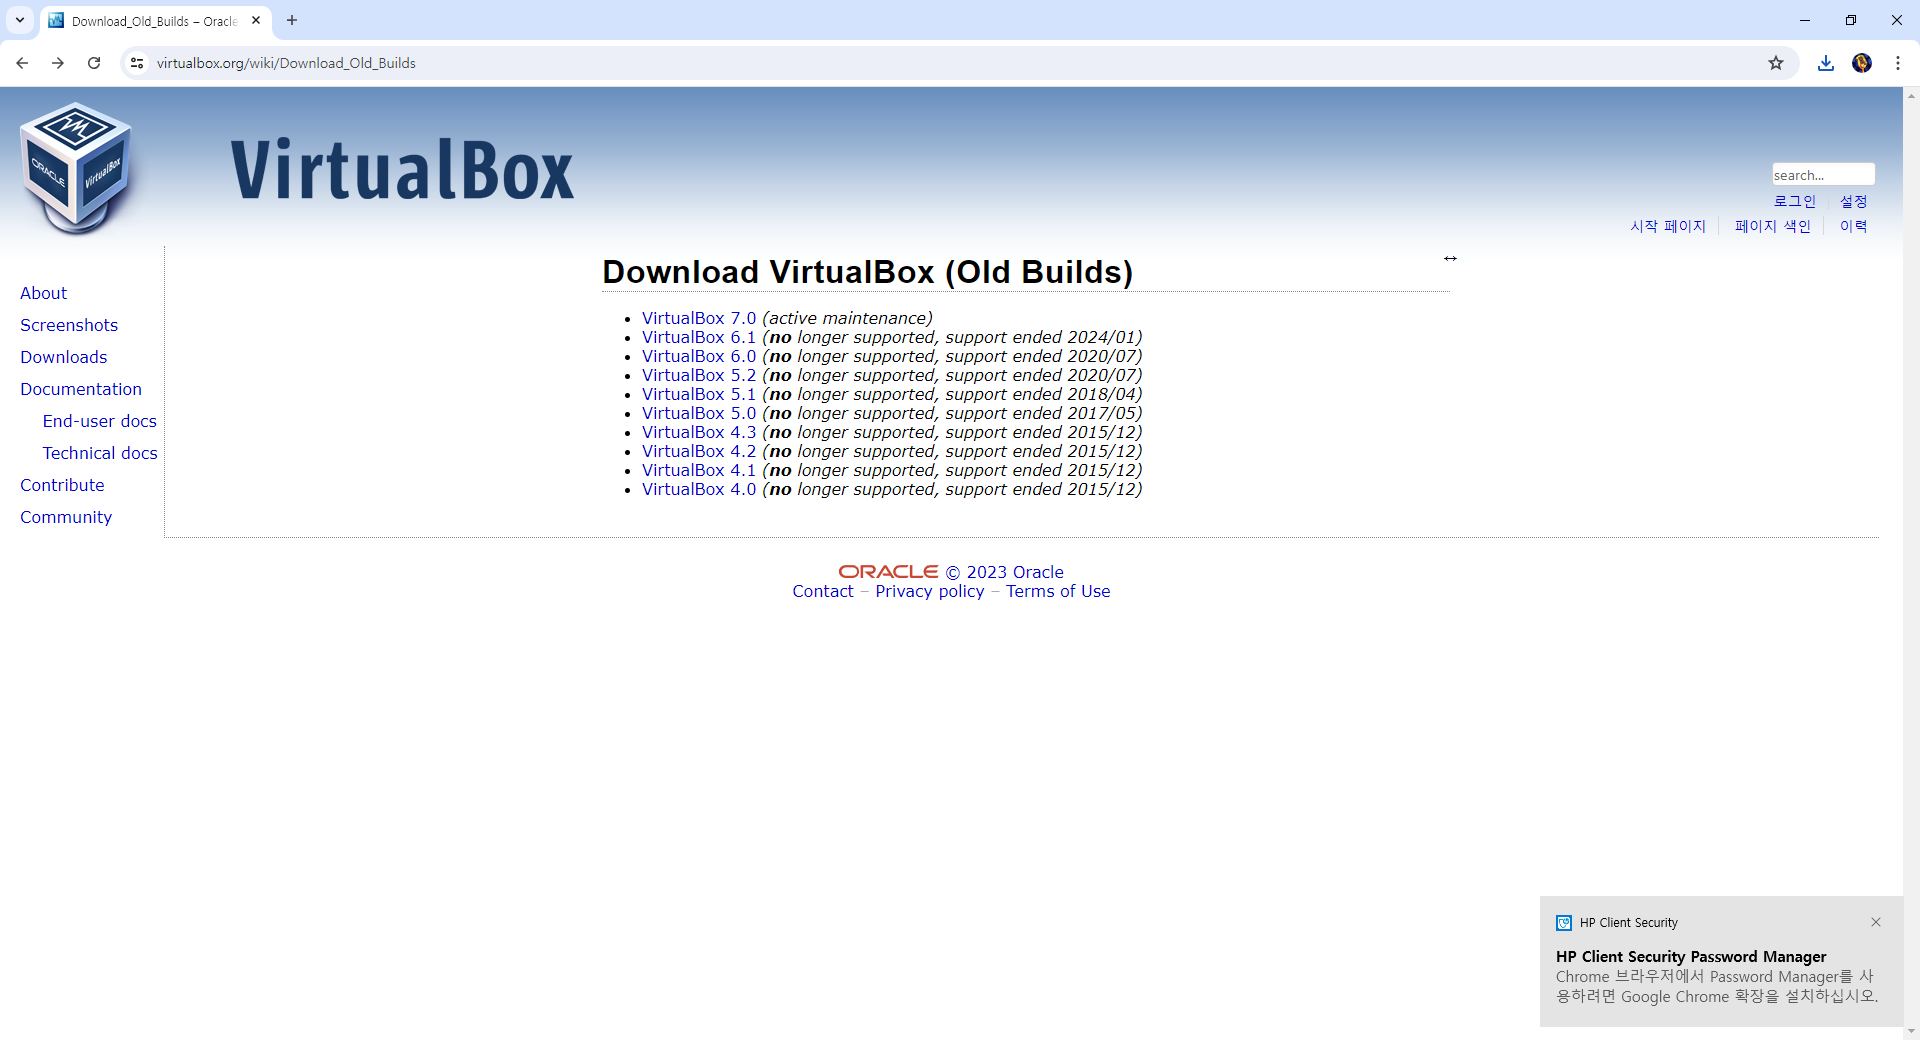 Download_Old_Builds – Oracle
virtualbox.org/wiki/Download_Old_Builds
ORACLE
VirtualBox
VirtualBox
search...
로그인 설정
시작 페이지 페이지 색인 이력
Download VirtualBox (Old Builds)
About
Screenshots
Downloads
Documentation
End-user docs
Technical docs
Contribute
Community
VirtualBox 7.0 (active maintenance)
VirtualBox 6.1 (no longer supported, support ended 2024/01)
VirtualBox 6.0 (no longer supported, support ended 2020/07)
VirtualBox 5.2 (no longer supported, support ended 2020/07)
VirtualBox 5.1 (no longer supported, support ended 2018/04)
VirtualBox 5.0 (no longer supported, support ended 2017/05)
VirtualBox 4.3 (no longer supported, support ended 2015/12)
VirtualBox 4.2 (no longer supported, support ended 2015/12)
VirtualBox 4.1 (no longer supported, support ended 2015/12)
VirtualBox 4.0 (no longer supported, support ended 2015/12)
ORACLE © 2023 Oracle
Contact – Privacy policy – Terms of Use
HP Client Security
HP Client Security Password Manager
Chrome 브라우저에서 Password Manager를 사
용하려면 Google Chrome 확장을 설치하십시오.